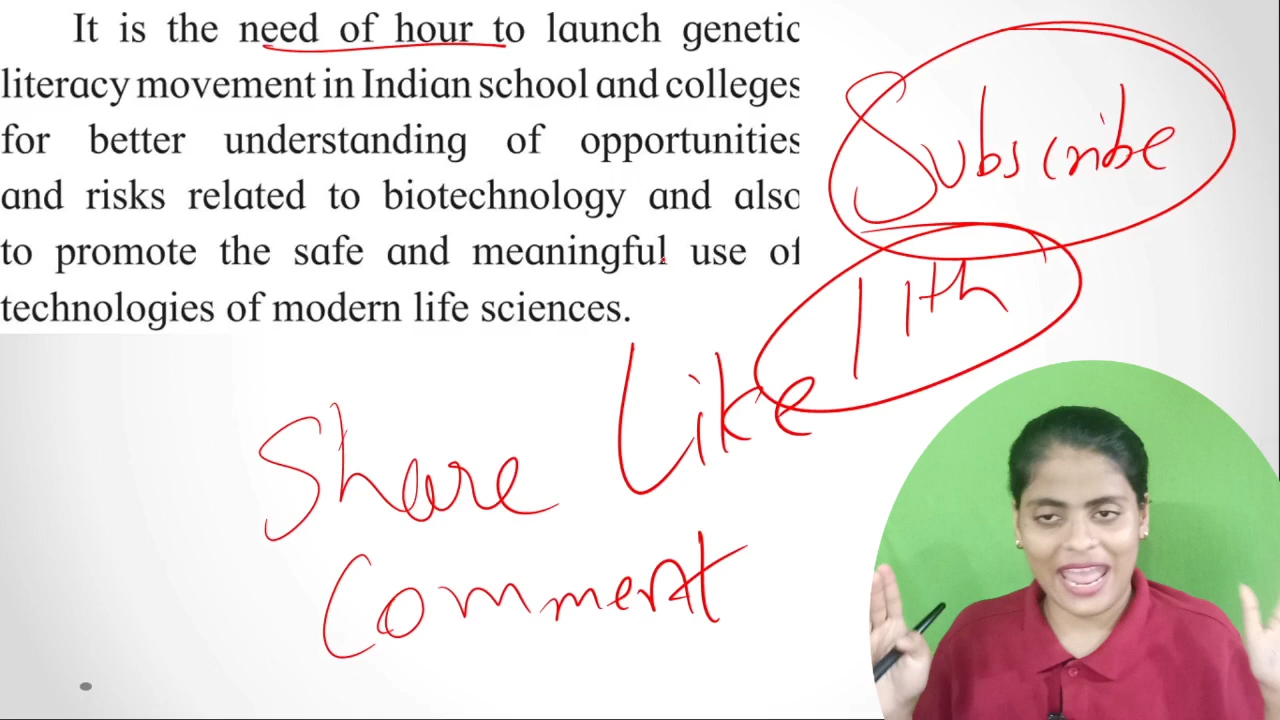 It is the need of hour to launch genetic
literacy movement in Indian school and colleges
for better understanding of opportunities
and risks related to biotechnology and also
to promote the safe and meaningful use of
technologies of modern life sciences.
Subscribe
11th
Like
Share
Comment